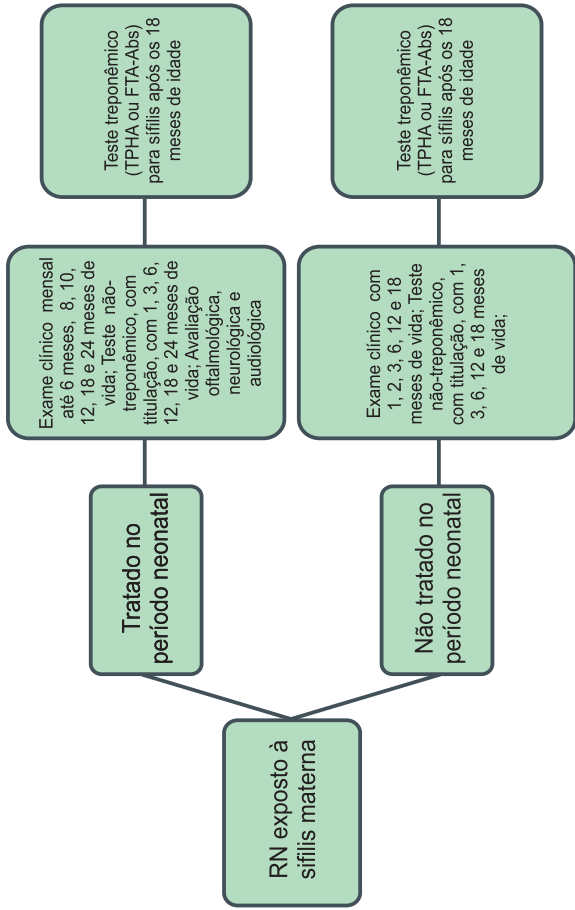 RN exposto à
sifilis materna
Tratado no
período neonatal
Exame clínico mensal
até 6 meses, 8, 10,
12, 18 e 24 meses de
vida; Teste não-
treponêmico, com
titulação, com 1, 3, 6,
12, 18 e 24 meses de
vida; Avaliação
oftalmológica,
neurológica e
audiológica
Teste treponêmico
(TPHA ou FTA-Abs)
para sífilis após os 18
meses de idade
Não tratado no
período neonatal
Exame clínico com
1, 2, 3, 6, 12 e 18
meses de vida; Teste
não-treponêmico,
com titulação, com 1,
3, 6, 12 e 18 meses
de vida;
Teste treponêmico
(TPHA ou FTA-Abs)
para sífilis após os 18
meses de idade